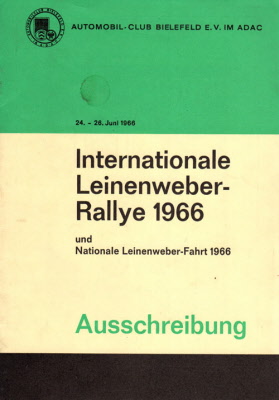 AUTOMOBIL-CLUB BIELEFELD E.V. IM ADAC
24. – 26. Juni 1966
Internationale
Leinenweber-
Rallye 1966
und
Nationale Leinenweber-Fahrt 1966
Ausschreibung